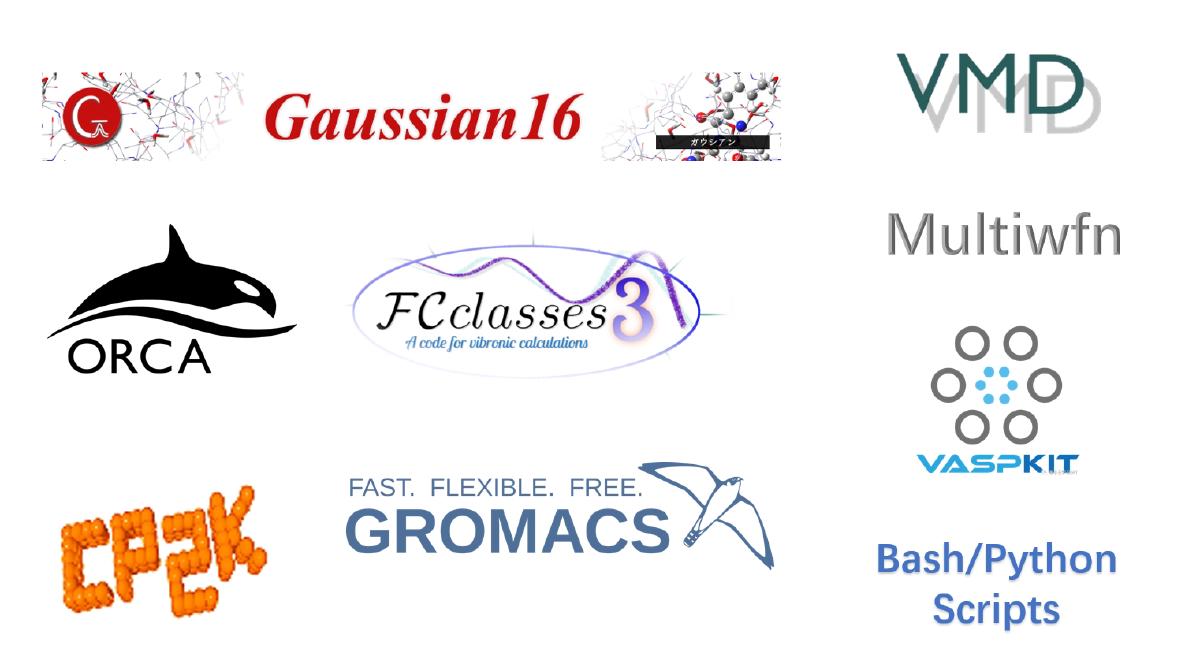 Gaussian16
ガウシアン
VMD
ORCA
FCclasses3
A code for vibronic calculations
Multiwfn
VASPKIT
CP2K
FAST. FLEXIBLE. FREE.
GROMACS
Bash/Python
Scripts